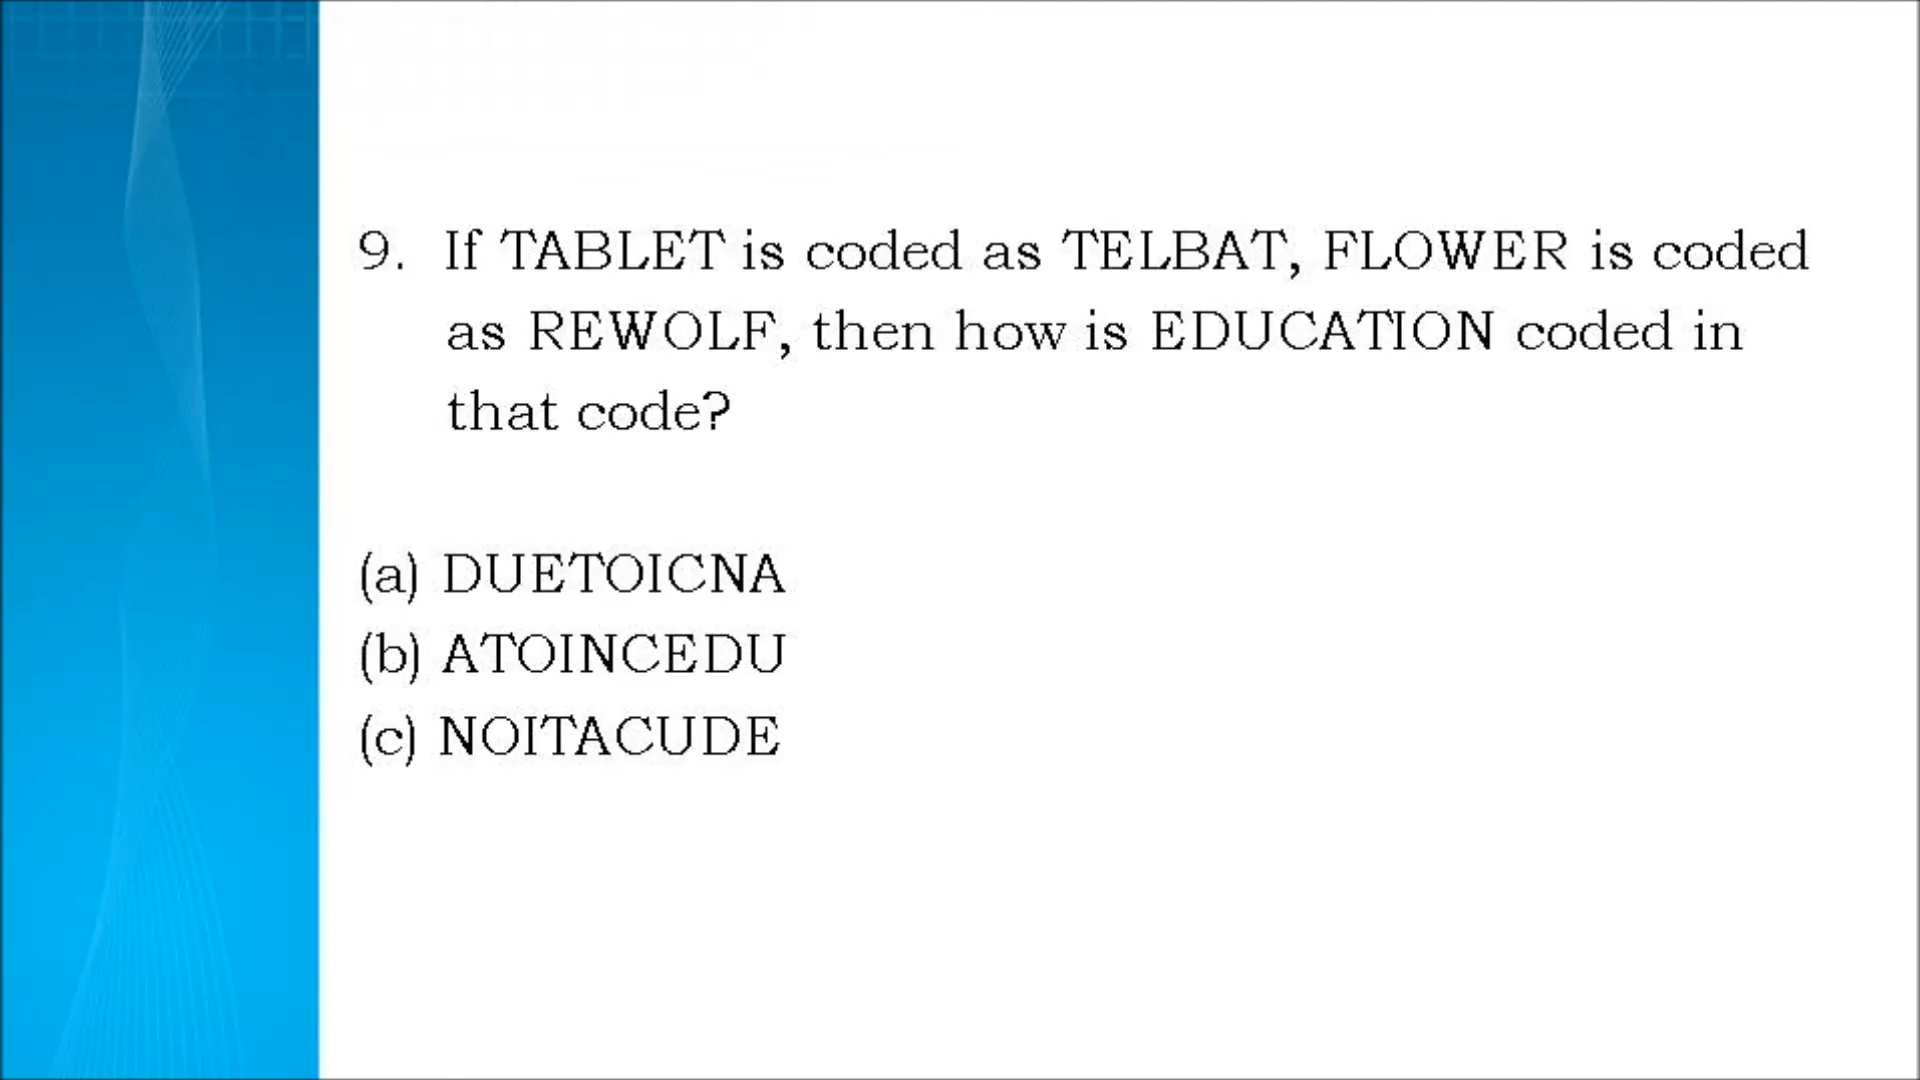 9. If TABLET is coded as TELBAT, FLOWER is coded
as REWOLF, then how is EDUCATION coded in
that code?
(a) DUETOICNA
(b) ATOINCEDU
(c) NOITACUDE